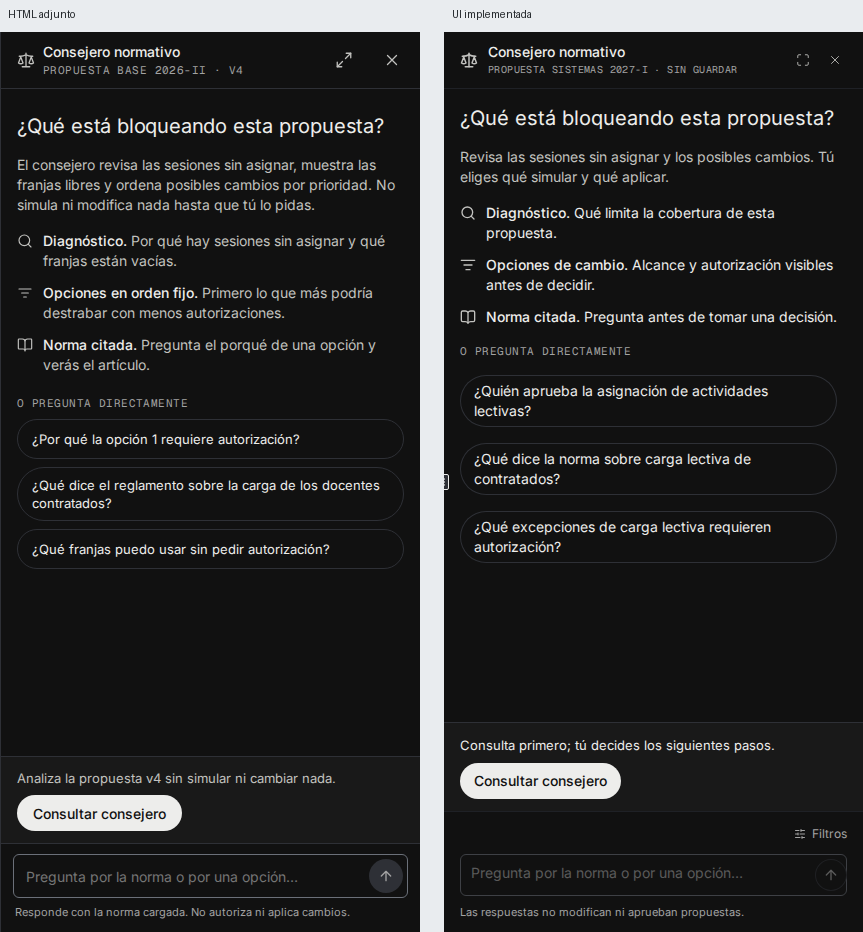 HTML adjunto
Consejero normativo
PROPUESTA BASE 2026-II · V4
¿Qué está bloqueando esta propuesta?
El consejero revisa las sesiones sin asignar, muestra las
franjas libres y ordena posibles cambios por prioridad. No
simula ni modifica nada hasta que tú lo pidas.
Diagnóstico. Por qué hay sesiones sin asignar y qué
franjas están vacías.
Opciones en orden fijo. Primero lo que más podría
destrabar con menos autorizaciones.
Norma citada. Pregunta el porqué de una opción y
verás el artículo.
O PREGUNTA DIRECTAMENTE
¿Por qué la opción 1 requiere autorización?
¿Qué dice el reglamento sobre la carga de los docentes
contratados?
¿Qué franjas puedo usar sin pedir autorización?
Analiza la propuesta v4 sin simular ni cambiar nada.
Consultar consejero
Pregunta por la norma o por una opción...
Responde con la norma cargada. No autoriza ni aplica cambios.
UI implementada
Consejero normativo
PROPUESTA SISTEMAS 2027-I · SIN GUARDAR
¿Qué está bloqueando esta propuesta?
Revisa las sesiones sin asignar y los posibles cambios. Tú
eliges qué simular y qué aplicar.
Diagnóstico. Qué limita la cobertura de esta
propuesta.
Opciones de cambio. Alcance y autorización visibles
antes de decidir.
Norma citada. Pregunta antes de tomar una decisión.
O PREGUNTA DIRECTAMENTE
¿Quién aprueba la asignación de actividades
lectivas?
¿Qué dice la norma sobre carga lectiva de
contratados?
¿Qué excepciones de carga lectiva requieren
autorización?
Consulta primero; tú decides los siguientes pasos.
Consultar consejero
Filtros
Pregunta por la norma o por una opción...
Las respuestas no modifican ni aprueban propuestas.